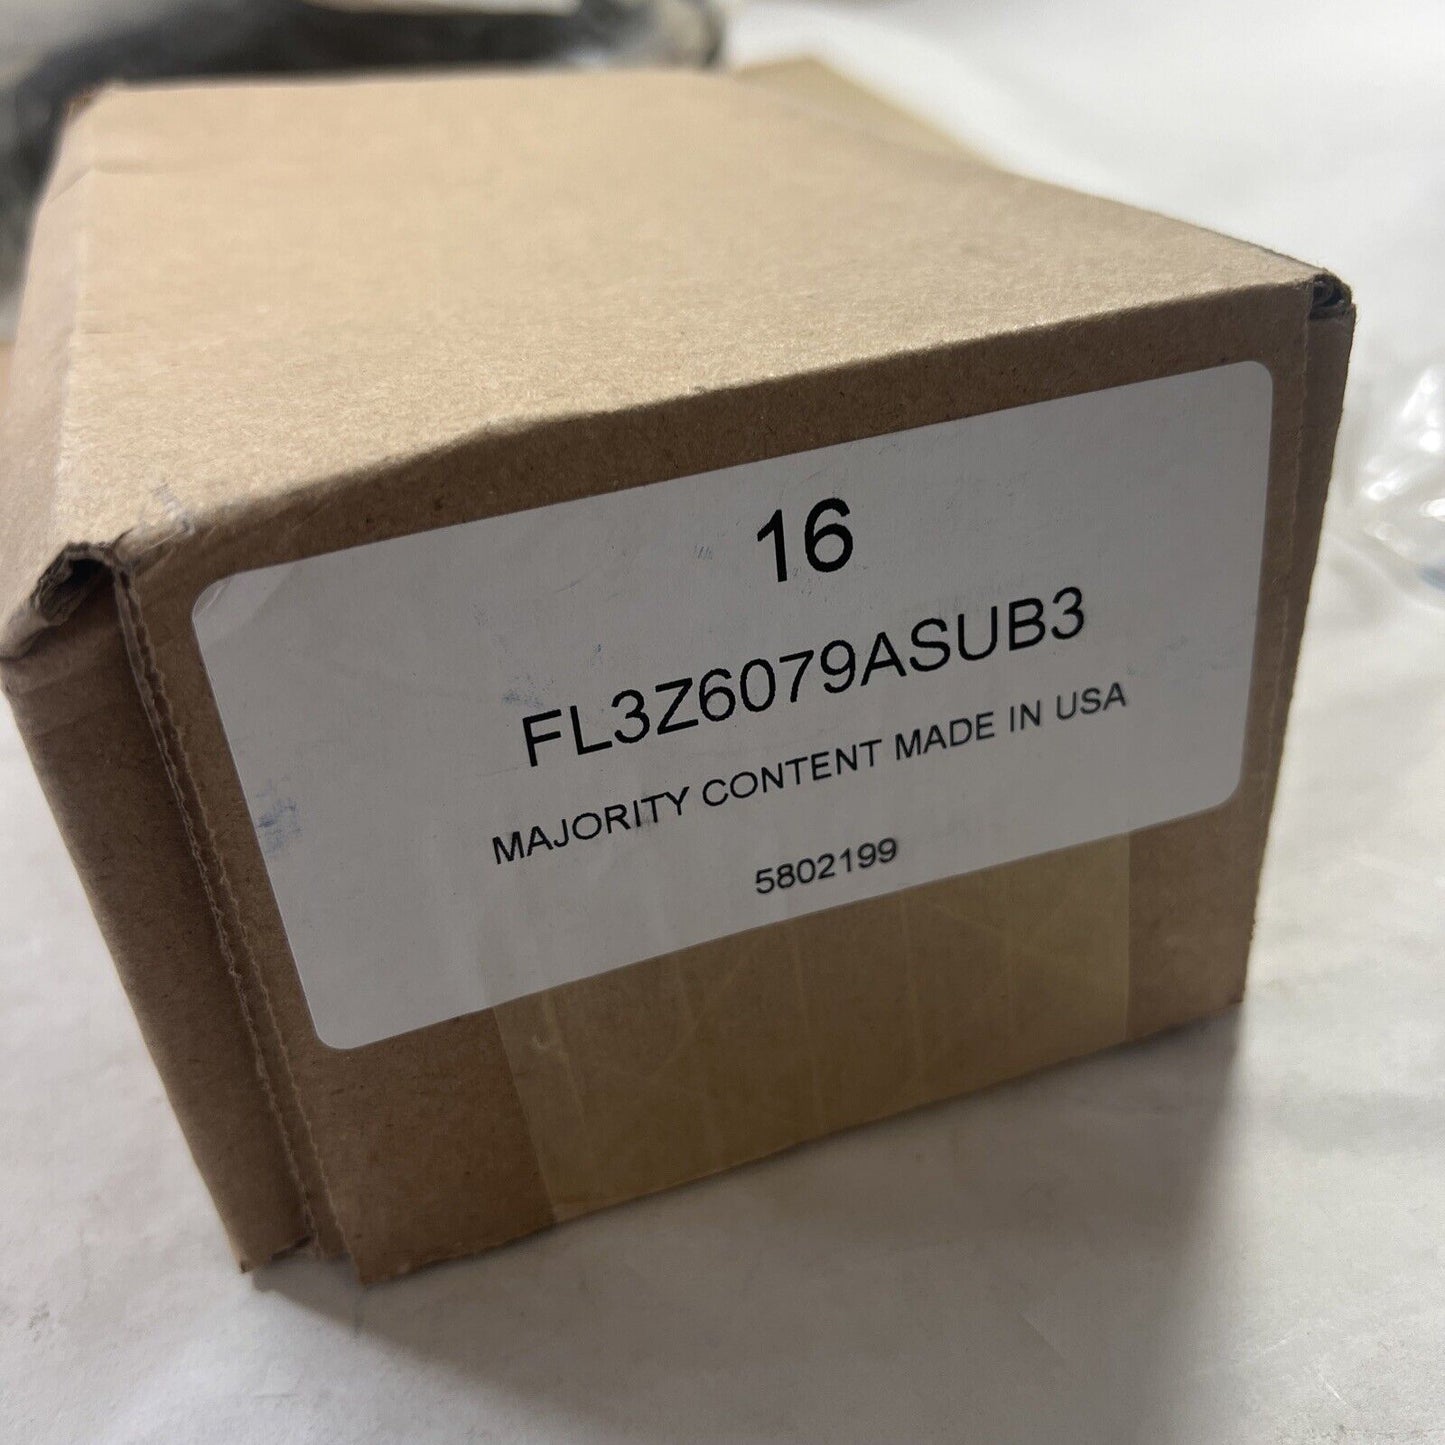 16
FL3Z6079ASUB3
MAJORITY CONTENT MADE IN USA
5802199